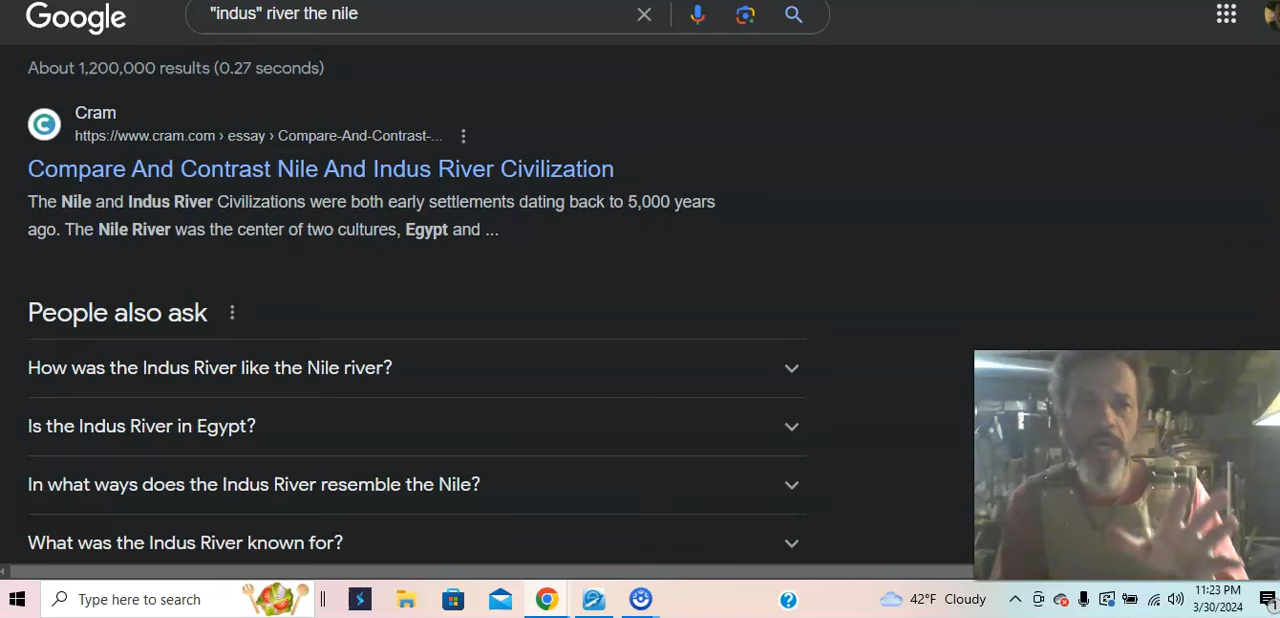 Google
"indus" river the nile
About 1,200,000 results (0.27 seconds)
Cram
https://www.cram.com › essay › Compare-And-Contrast-...
Compare And Contrast Nile And Indus River Civilization
The Nile and Indus River Civilizations were both early settlements dating back to 5,000 years
ago. The Nile River was the center of two cultures, Egypt and ...
People also ask
How was the Indus River like the Nile river?
Is the Indus River in Egypt?
In what ways does the Indus River resemble the Nile?
What was the Indus River known for?
Type here to search
42°F Cloudy
11:23 PM
3/30/2024
1